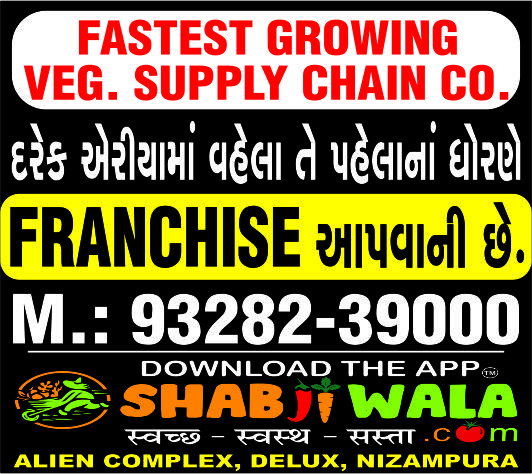 FASTEST GROWING
VEG. SUPPLY CHAIN CO.
દરેક એરીયામાં વહેલા તે પહેલાનાં ધોરણે
FRANCHISE આપવાની છે.
M.: 93282-39000
DOWNLOAD THE APP TM
SHABJIWALA
स्वच्छ - स्वस्थ - सस्ता .com
ALIEN COMPLEX, DELUX, NIZAMPURA